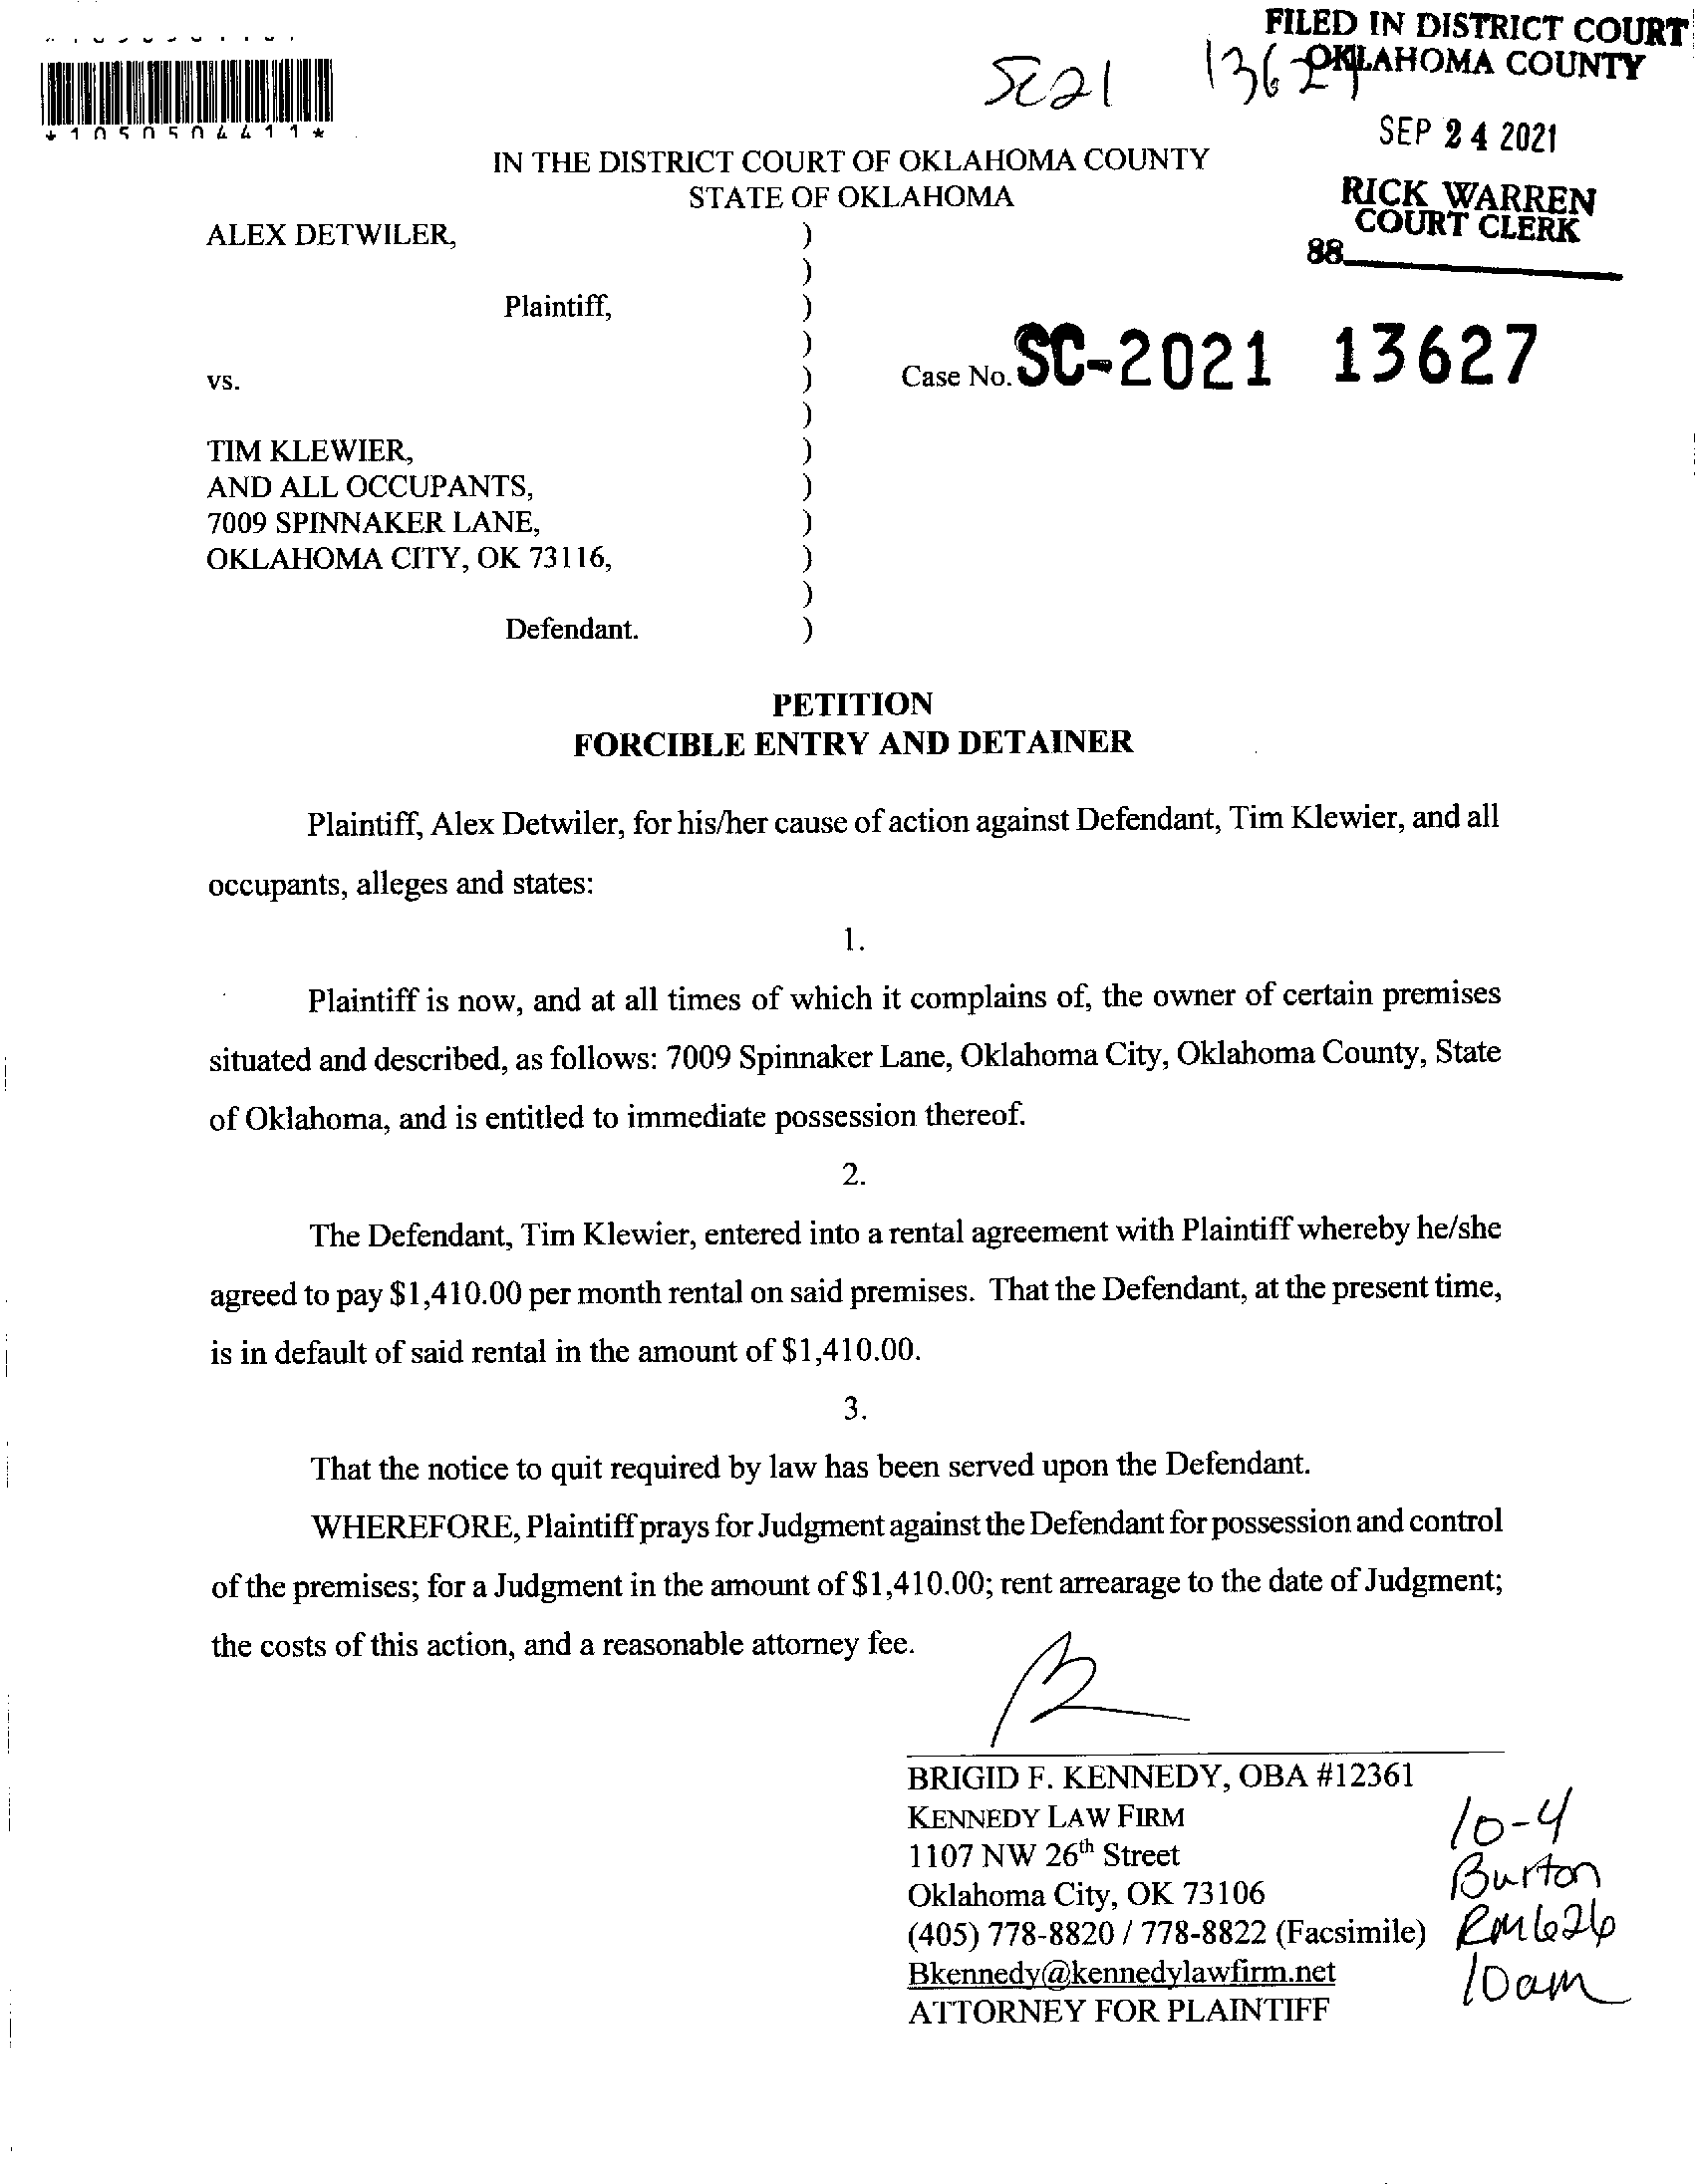 FILED IN DISTRICT COURT
OKLAHOMA COUNTY
SC21
SEP 24 2021
RICK WARREN
COURT CLERK
88
*1050504411*
IN THE DISTRICT COURT OF OKLAHOMA COUNTY
STATE OF OKLAHOMA
ALEX DETWILER, )
)
Plaintiff, )
)
vs. ) Case No. SC-2021 13627
)
TIM KLEWIER, )
AND ALL OCCUPANTS, )
7009 SPINNAKER LANE, )
OKLAHOMA CITY, OK 73116, )
)
Defendant. )
PETITION
FORCIBLE ENTRY AND DETAINER
Plaintiff, Alex Detwiler, for his/her cause of action against Defendant, Tim Klewier, and all
occupants, alleges and states:
1.
Plaintiff is now, and at all times of which it complains of, the owner of certain premises
situated and described, as follows: 7009 Spinnaker Lane, Oklahoma City, Oklahoma County, State
of Oklahoma, and is entitled to immediate possession thereof.
2.
The Defendant, Tim Klewier, entered into a rental agreement with Plaintiff whereby he/she
agreed to pay $1,410.00 per month rental on said premises. That the Defendant, at the present time,
is in default of said rental in the amount of $1,410.00.
3.
That the notice to quit required by law has been served upon the Defendant.
WHEREFORE, Plaintiff prays for Judgment against the Defendant for possession and control
of the premises; for a Judgment in the amount of $1,410.00; rent arrearage to the date of Judgment;
the costs of this action, and a reasonable attorney fee.
BRIGID F. KENNEDY, OBA #12361
KENNEDY LAW FIRM
1107 NW 26th Street
Oklahoma City, OK 73106
(405) 778-8820 / 778-8822 (Facsimile)
Bkennedy@kennedylawfirm.net
ATTORNEY FOR PLAINTIFF
10-4
Burton
RM626
10am